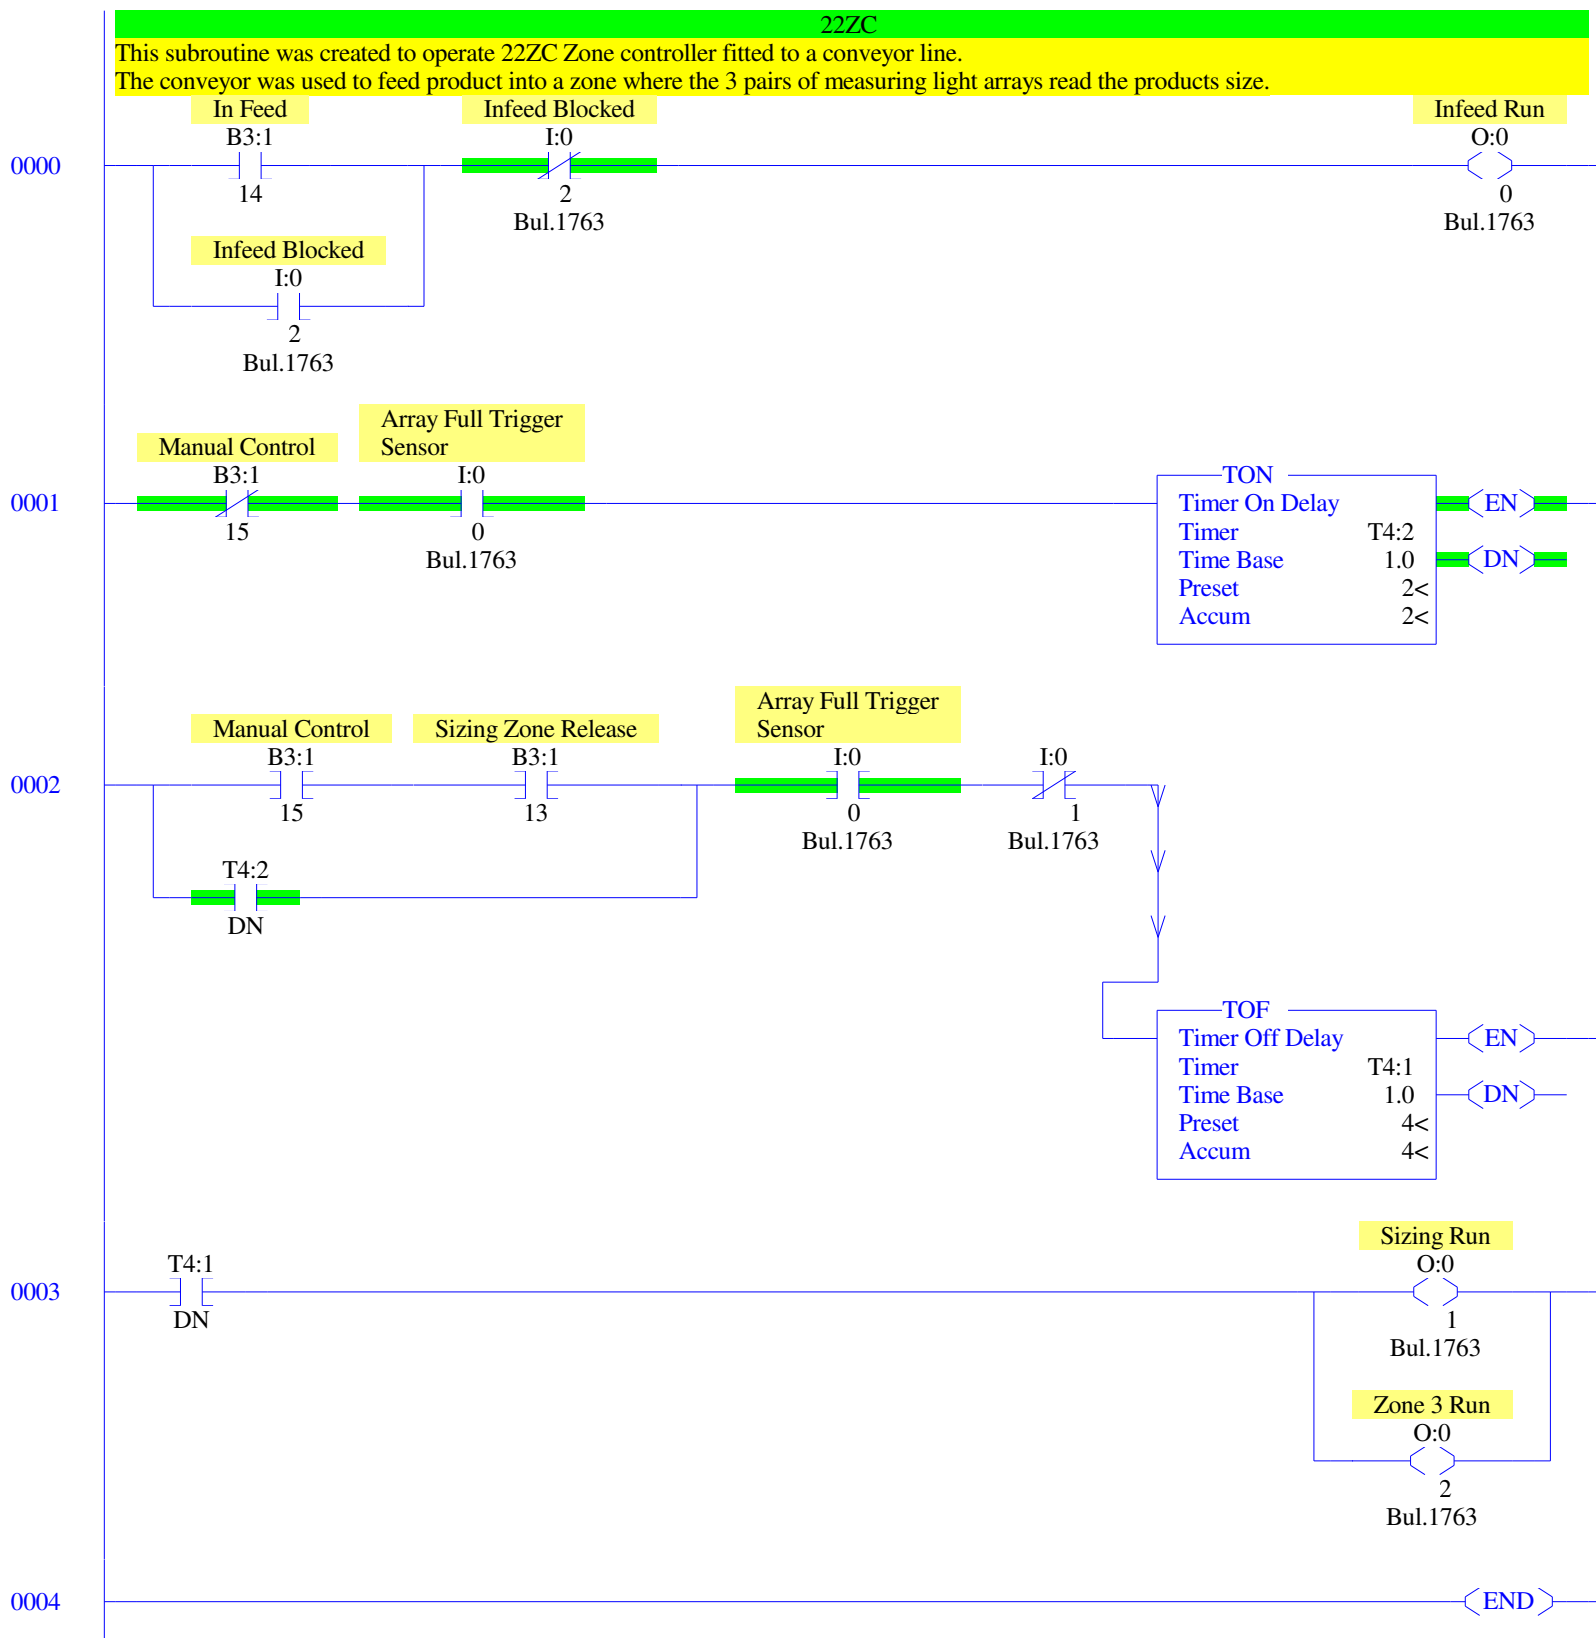 22ZC
This subroutine was created to operate 22ZC Zone controller fitted to a conveyor line.
The conveyor was used to feed product into a zone where the 3 pairs of measuring light arrays read the products size.
In Feed
Infeed Blocked
Infeed Run
B3:1
I:0
O:0
0000
14
2
0
Bul.1763
Bul.1763
Infeed Blocked
I:0
2
Bul.1763
Array Full Trigger
Manual Control
Sensor
B3:1
I:0
TON
0001
Timer On Delay
EN
15
0
Timer T4:2
Bul.1763
Time Base 1.0
DN
Preset 2<
Accum 2<
Array Full Trigger
Manual Control
Sizing Zone Release
Sensor
B3:1
B3:1
I:0
I:0
0002
15
13
0
1
Bul.1763
Bul.1763
T4:2
DN
TOF
Timer Off Delay
EN
Timer T4:1
Time Base 1.0
DN
Preset 4<
Accum 4<
Sizing Run
T4:1
O:0
0003
DN
1
Bul.1763
Zone 3 Run
O:0
2
Bul.1763
0004
END